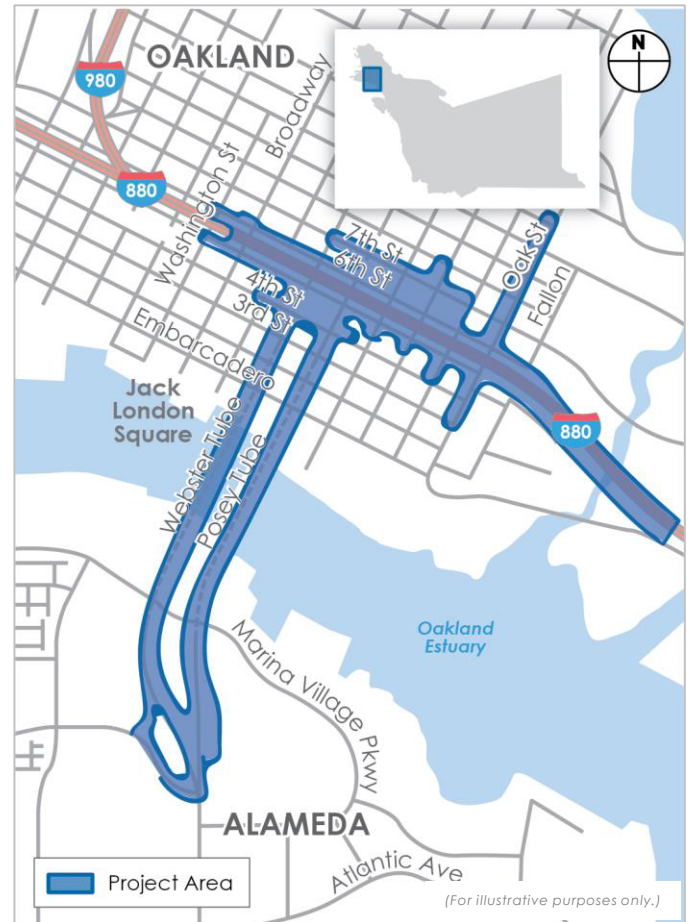 OAKLAND
N
980
Broadway
880
Washington St
7th St
6th St
Oak St
Fallon
4th St
3rd St
Embarcadero
Jack
London
Square
Webster Tube
Posey Tube
880
Oakland
Estuary
Marina Village Pkwy
ALAMEDA
Atlantic Ave
Project Area
(For illustrative purposes only.)